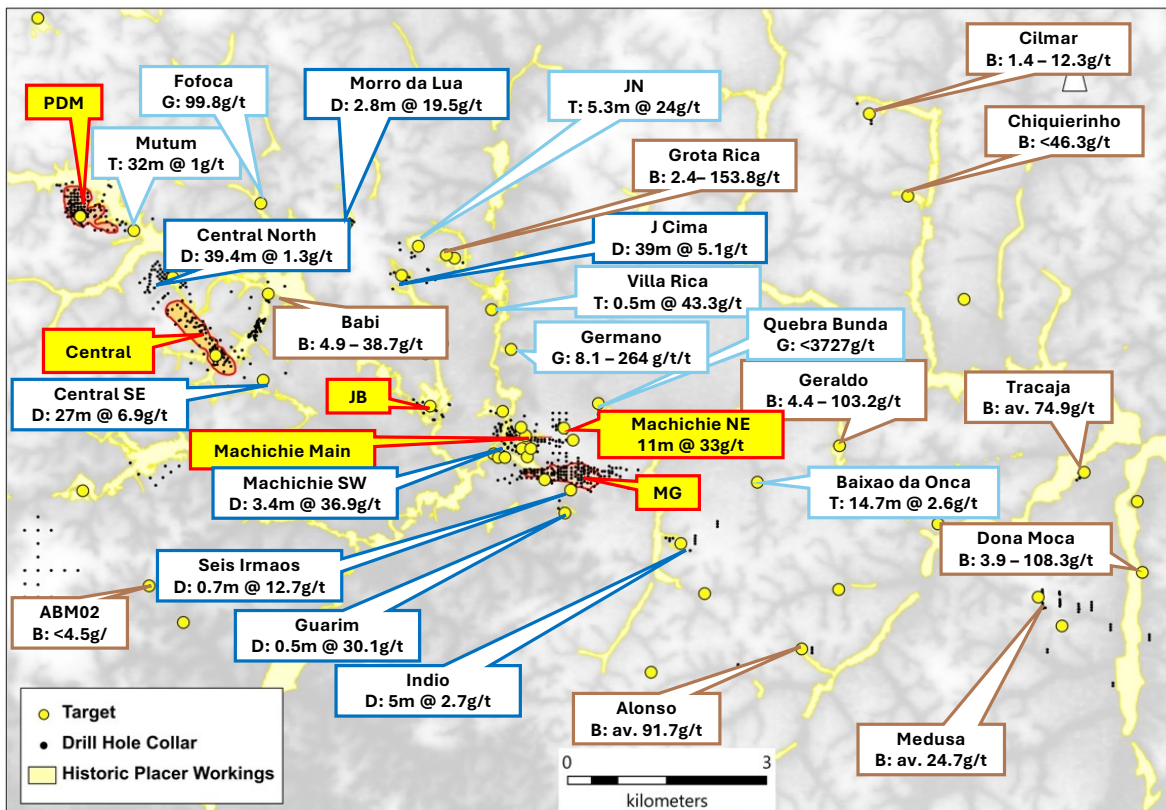 Cilmar
B: 1.4 – 12.3g/t
Fofoca
G: 99.8g/t
Morro da Lua
D: 2.8m @ 19.5g/t
JN
T: 5.3m @ 24g/t
PDM
Chiquierinho
B: <46.3g/t
Mutum
T: 32m @ 1g/t
Grota Rica
B: 2.4– 153.8g/t
Central North
D: 39.4m @ 1.3g/t
J Cima
D: 39m @ 5.1g/t
Villa Rica
T: 0.5m @ 43.3g/t
Babi
B: 4.9 – 38.7g/t
Germano
G: 8.1 – 264 g/t/t
Quebra Bunda
G: <3727g/t
Central
Central SE
D: 27m @ 6.9g/t
JB
Geraldo
B: 4.4 – 103.2g/t
Tracaja
B: av. 74.9g/t
Machichie Main
Machichie NE
11m @ 33g/t
Machichie SW
D: 3.4m @ 36.9g/t
MG
Baixao da Onca
T: 14.7m @ 2.6g/t
Seis Irmaos
D: 0.7m @ 12.7g/t
Dona Moca
B: 3.9 – 108.3g/t
ABM02
B: <4.5g/
Guarim
D: 0.5m @ 30.1g/t
Indio
D: 5m @ 2.7g/t
Alonso
B: av. 91.7g/t
Medusa
B: av. 24.7g/t
Target
Drill Hole Collar
Historic Placer Workings
0 3
kilometers